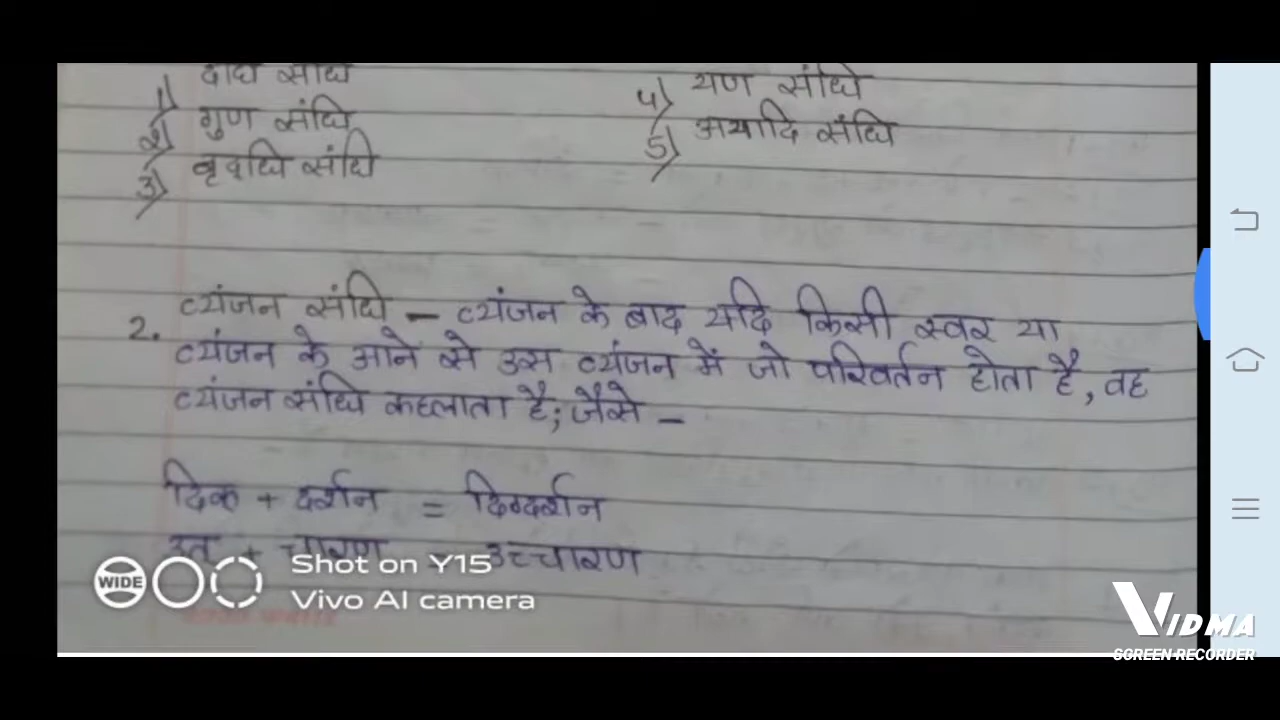 1) दीर्घ संधि
2) गुण संधि
3) वृद्धि संधि
4) यण संधि
5) अयादि संधि
2. व्यंजन संधि – व्यंजन के बाद यदि किसी स्वर या
व्यंजन के आने से उस व्यंजन में जो परिवर्तन होता है, वह
व्यंजन संधि कहलाता है; जैसे –
दिक + दर्शन = दिग्दर्शन
उत + चारण = उच्चारण
WIDE
Shot on Y15
Vivo AI camera
VIDMA
SCREEN RECORDER